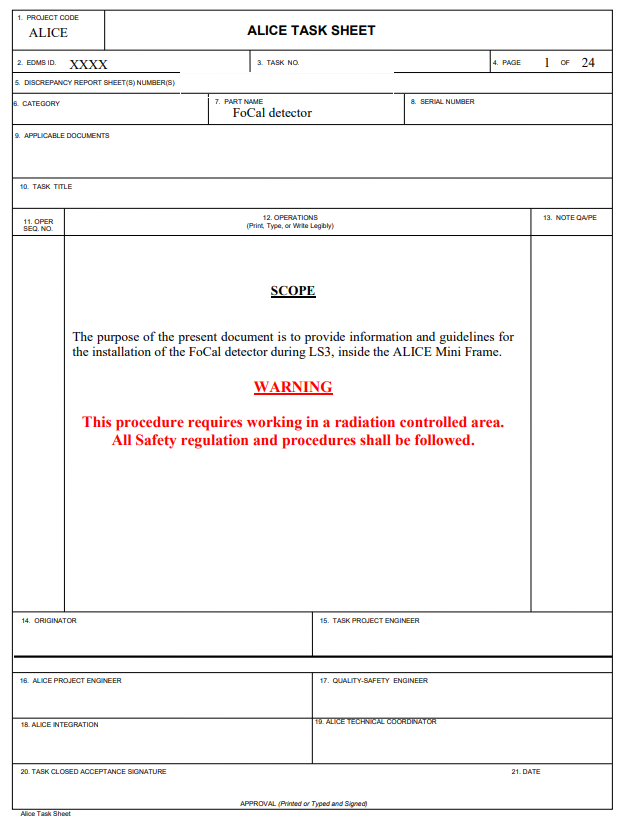 1. PROJECT CODE
ALICE
ALICE TASK SHEET
2. EDMS ID. XXXX
3. TASK NO.
4. PAGE 1 OF 24
5. DISCREPANCY REPORT SHEET(S) NUMBER(S)
6. CATEGORY
7. PART NAME
FoCal detector
8. SERIAL NUMBER
9. APPLICABLE DOCUMENTS
10. TASK TITLE
11. OPER
SEQ. NO.
12. OPERATIONS
(Print, Type, or Write Legibly)
13. NOTE QA/PE
SCOPE
The purpose of the present document is to provide information and guidelines for
the installation of the FoCal detector during LS3, inside the ALICE Mini Frame.
WARNING
This procedure requires working in a radiation controlled area.
All Safety regulation and procedures shall be followed.
14. ORIGINATOR
15. TASK PROJECT ENGINEER
16. ALICE PROJECT ENGINEER
17. QUALITY-SAFETY ENGINEER
18. ALICE INTEGRATION
19. ALICE TECHNICAL COORDINATOR
20. TASK CLOSED ACCEPTANCE SIGNATURE
21. DATE
APPROVAL (Printed or Typed and Signed)
Alice Task Sheet